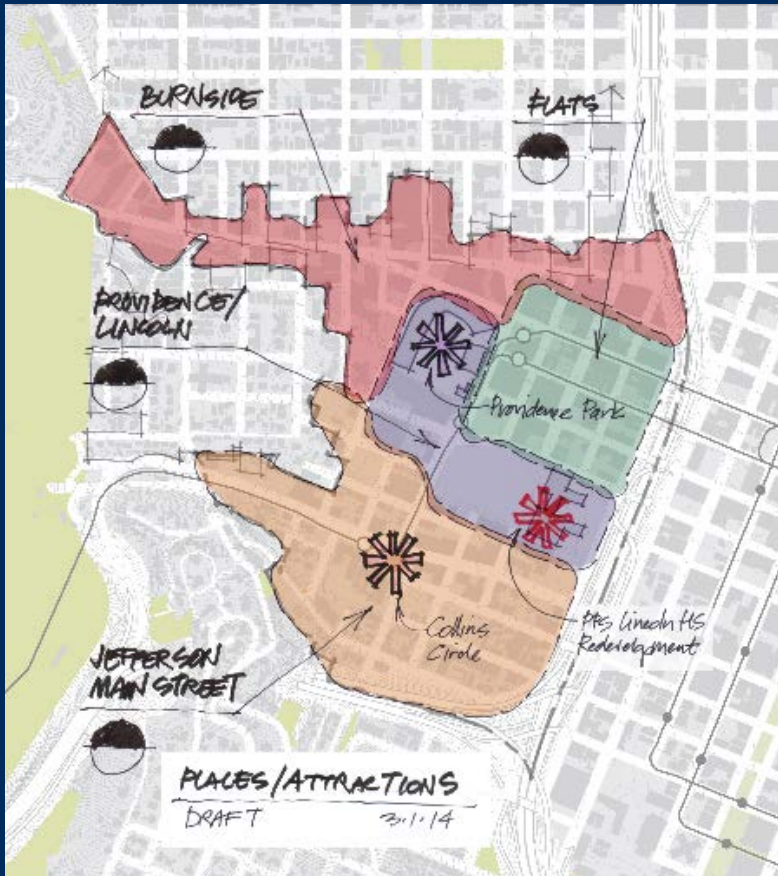 BURNSIDE
FLATS
PROVIDENCE/
LINCOLN
Providence Park
Collins
Circle
PPS Lincoln HS
Redevelopment
JEFFERSON
MAIN STREET
PLACES/ATTRACTIONS
DRAFT 3.1.14